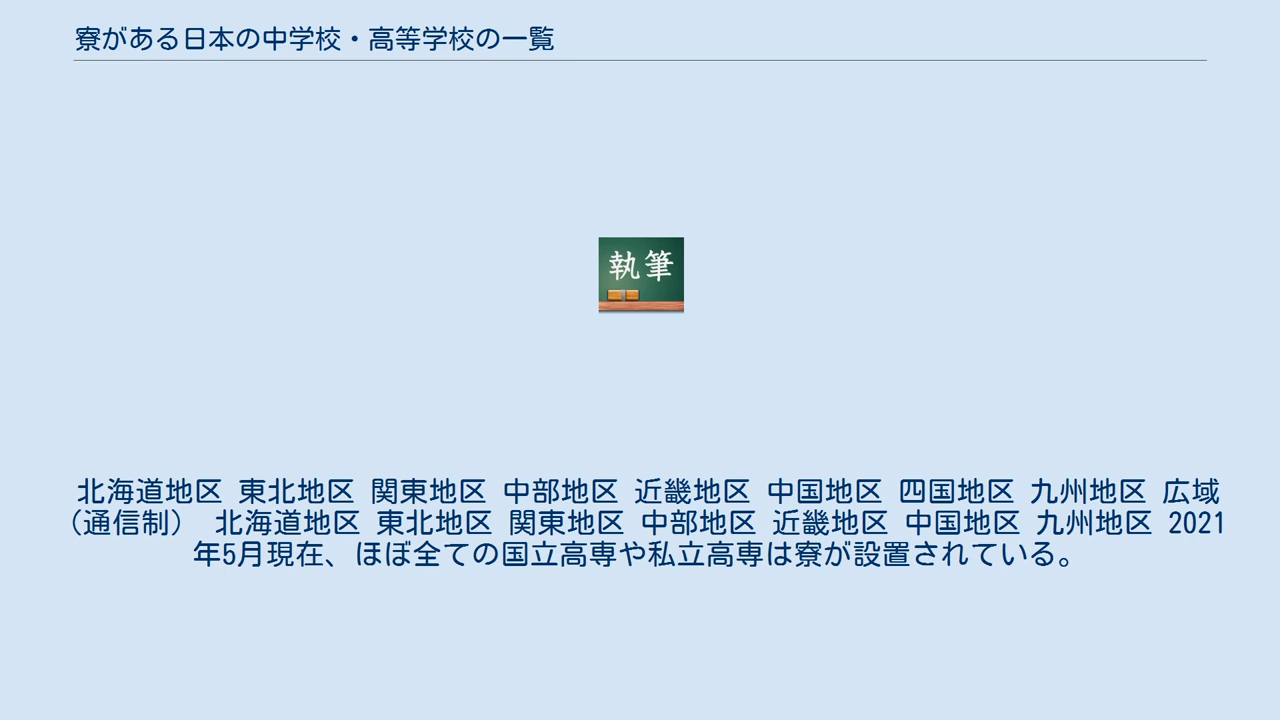 寮がある日本の中学校・高等学校の一覧
執筆
北海道地区 東北地区 関東地区 中部地区 近畿地区 中国地区 四国地区 九州地区 広域
(通信制) 北海道地区 東北地区 関東地区 中部地区 近畿地区 中国地区 九州地区 2021
年5月現在、ほぼ全ての国立高専や私立高専は寮が設置されている。